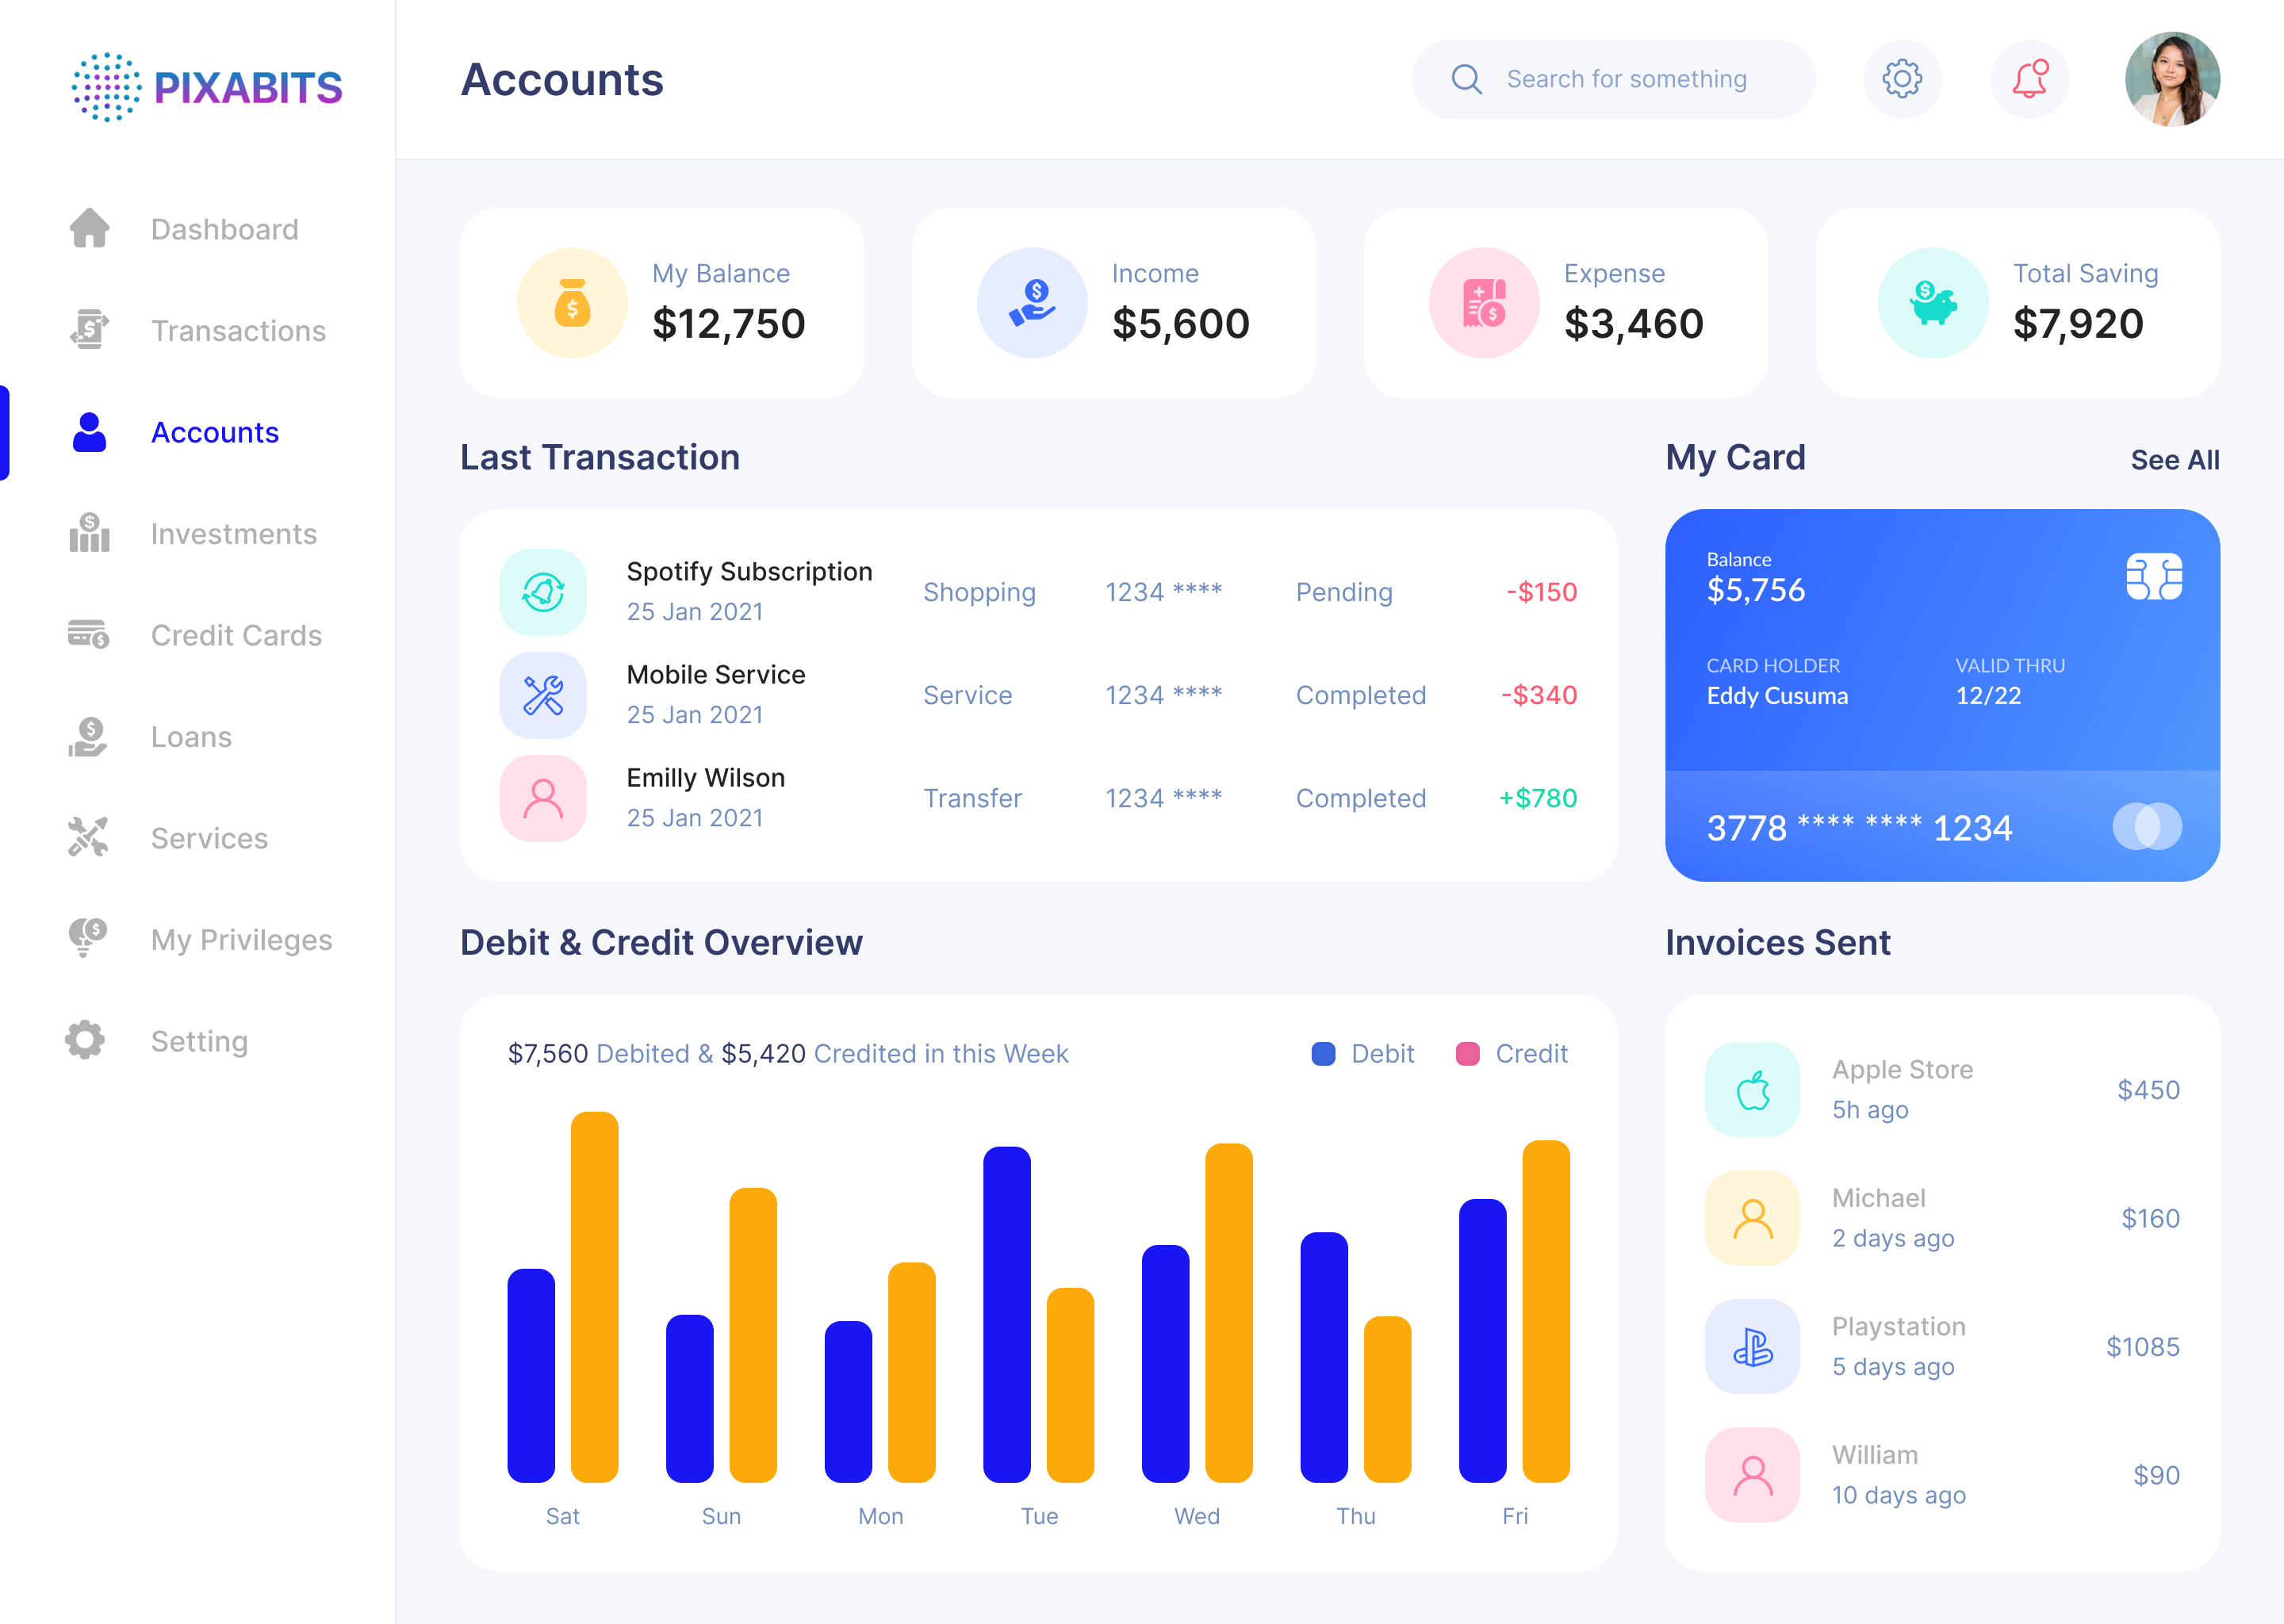 PIXABITS
Accounts
Search for something
Dashboard
Transactions
Accounts
Investments
Credit Cards
Loans
Services
My Privileges
Setting
My Balance
$12,750
Income
$5,600
Expense
$3,460
Total Saving
$7,920
Last Transaction
Spotify Subscription
25 Jan 2021
Shopping
1234 ****
Pending
-$150
Mobile Service
25 Jan 2021
Service
1234 ****
Completed
-$340
Emilly Wilson
25 Jan 2021
Transfer
1234 ****
Completed
+$780
My Card
See All
Balance
$5,756
CARD HOLDER
Eddy Cusuma
VALID THRU
12/22
3778 **** **** 1234
Debit & Credit Overview
$7,560 Debited & $5,420 Credited in this Week
Debit
Credit
Sat
Sun
Mon
Tue
Wed
Thu
Fri
Invoices Sent
Apple Store
5h ago
$450
Michael
2 days ago
$160
Playstation
5 days ago
$1085
William
10 days ago
$90